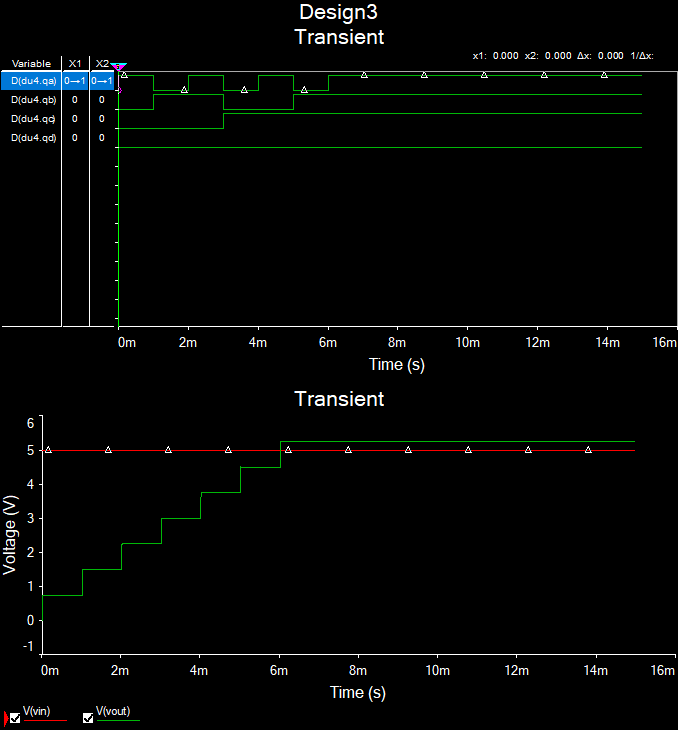 Design3
Transient
x1: 0.000 x2: 0.000 Δx: 0.000 1/Δx:
Variable X1 X2
D(du4.qa) 0→1 0→1
D(du4.qb) 0 0
D(du4.qc) 0 0
D(du4.qd) 0 0
0m 2m 4m 6m 8m 10m 12m 14m 16m
Time (s)
Transient
Voltage (V)
6
5
4
3
2
1
0
-1
0m 2m 4m 6m 8m 10m 12m 14m 16m
Time (s)
V(vin) V(vout)